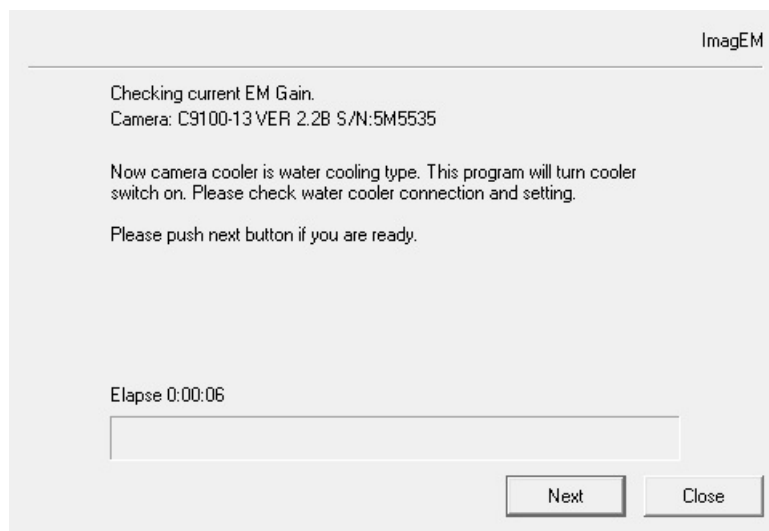 ImagEM
Checking current EM Gain.
Camera: C9100-13 VER 2.2B S/N:5M5535
Now camera cooler is water cooling type. This program will turn cooler
switch on. Please check water cooler connection and setting.
Please push next button if you are ready.
Elapse 0:00:06
Next
Close